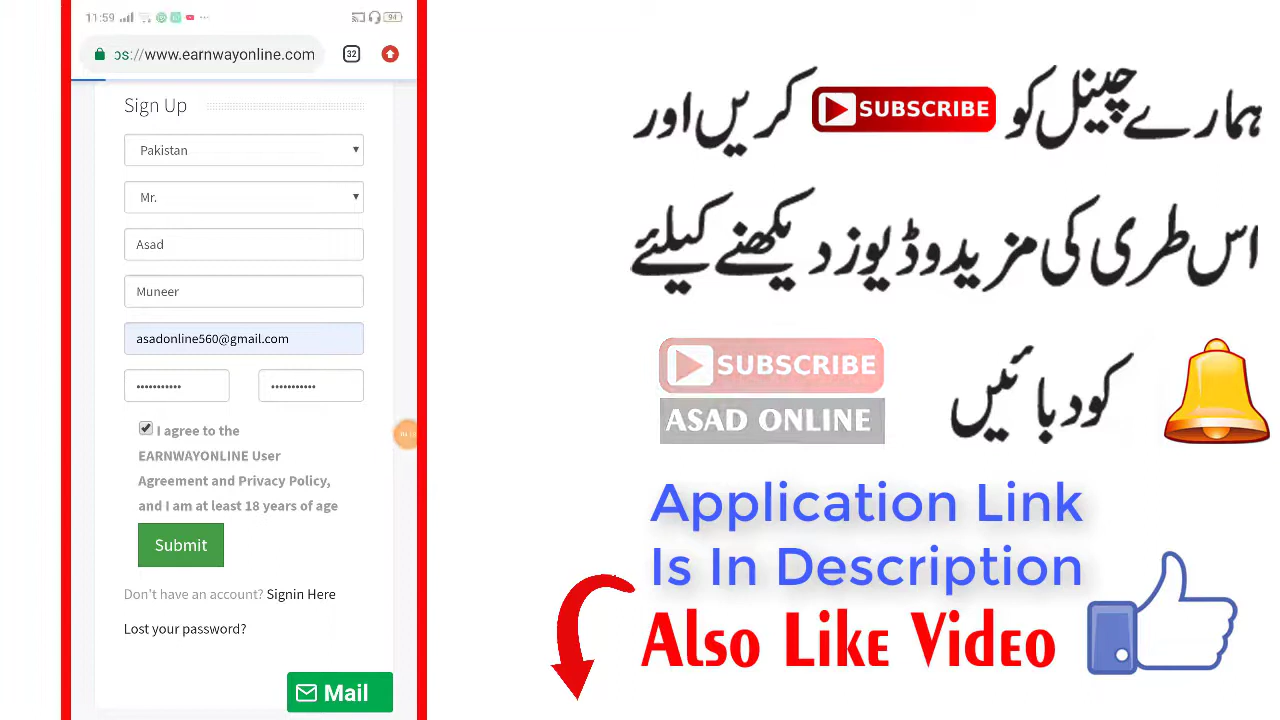 11:59
94
ps://www.earnwayonline.com
32
Sign Up
Pakistan
Mr.
Asad
Muneer
asadonline560@gmail.com
••••••••••• •••••••••••
I agree to the
EARNWAYONLINE User
Agreement and Privacy Policy,
and I am at least 18 years of age
Submit
Don't have an account? Signin Here
Lost your password?
Mail
ہمارے چینل کو SUBSCRIBE کریں اور
اس طری کی مزید وڈیوز دیکھنے کیلئے
SUBSCRIBE
ASAD ONLINE
کو دبائیں
Application Link
Is In Description
Also Like Video